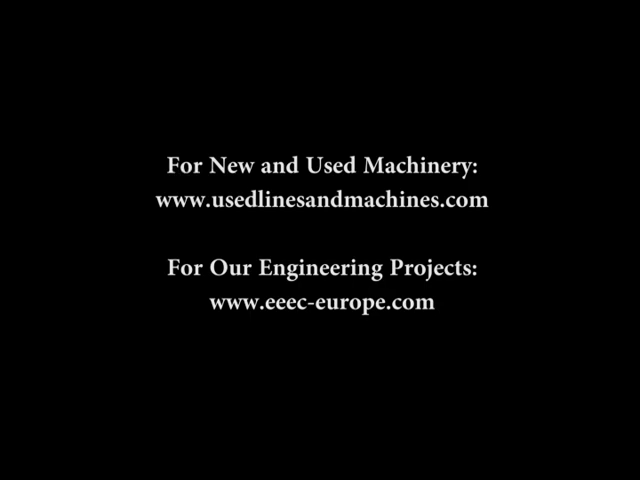 For New and Used Machinery:
www.usedlinesandmachines.com
For Our Engineering Projects:
www.eeec-europe.com